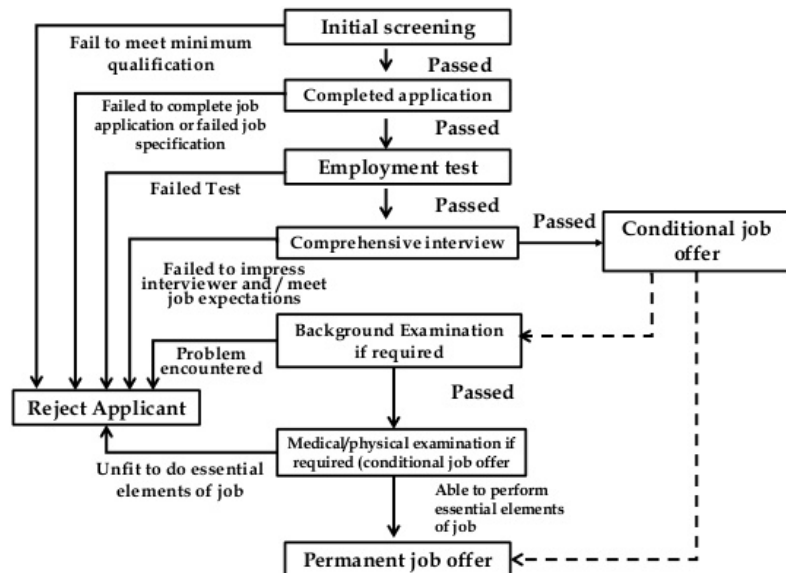 Initial screening
Fail to meet minimum
qualification
Passed
Completed application
Failed to complete job
application or failed job
specification
Passed
Employment test
Failed Test
Passed
Passed
Conditional job
offer
Comprehensive interview
Failed to impress
interviewer and / meet
job expectations
Background Examination
if required
Problem
encountered
Passed
Reject Applicant
Medical/physical examination if
required (conditional job offer
Unfit to do essential
elements of job
Able to perform
essential elements
of job
Permanent job offer